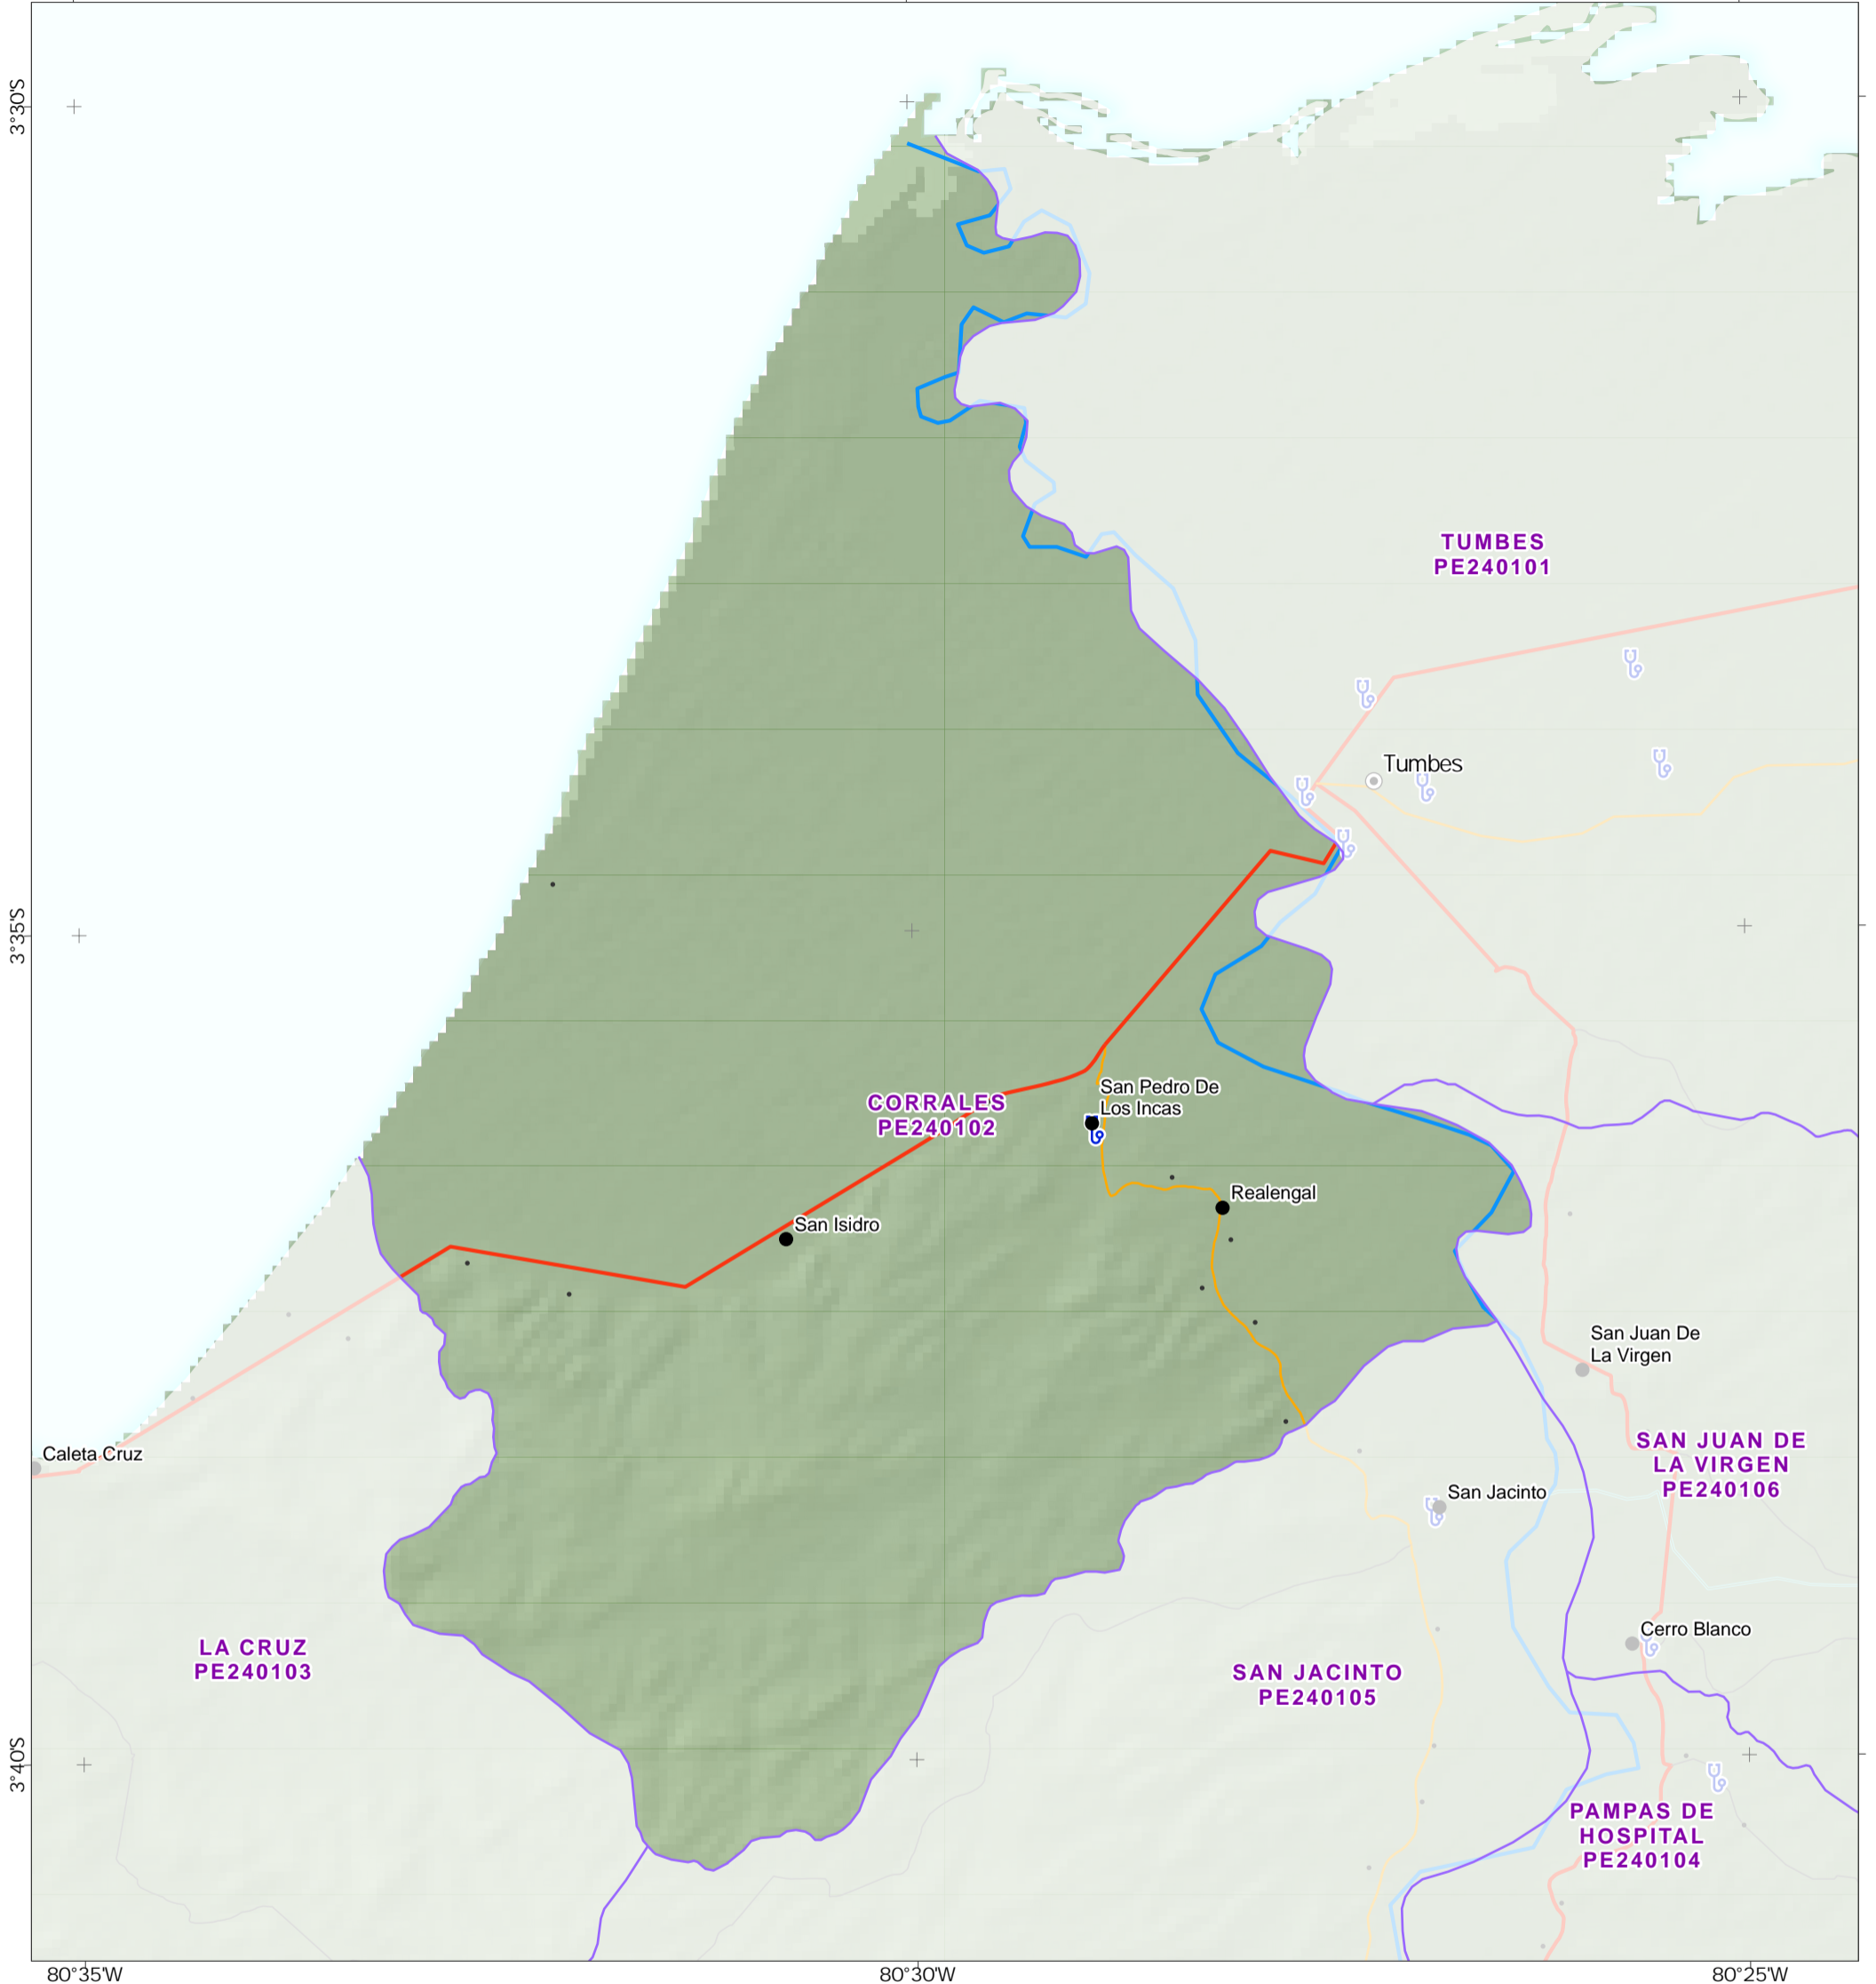 3°30'S
TUMBES
PE240101
Tumbes
3°35'S
San Pedro De
Los Incas
CORRALES
PE240102
Realengal
San Isidro
San Juan De
La Virgen
Caleta Cruz
SAN JUAN DE
LA VIRGEN
PE240106
San Jacinto
Cerro Blanco
LA CRUZ
PE240103
SAN JACINTO
PE240105
3°40'S
PAMPAS DE
HOSPITAL
PE240104
80°35'W
80°30'W
80°25'W